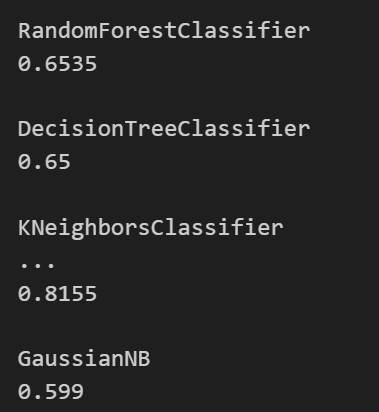 RandomForestClassifier
0.6535
DecisionTreeClassifier
0.65
KNeighborsClassifier
...
0.8155
GaussianNB
0.599